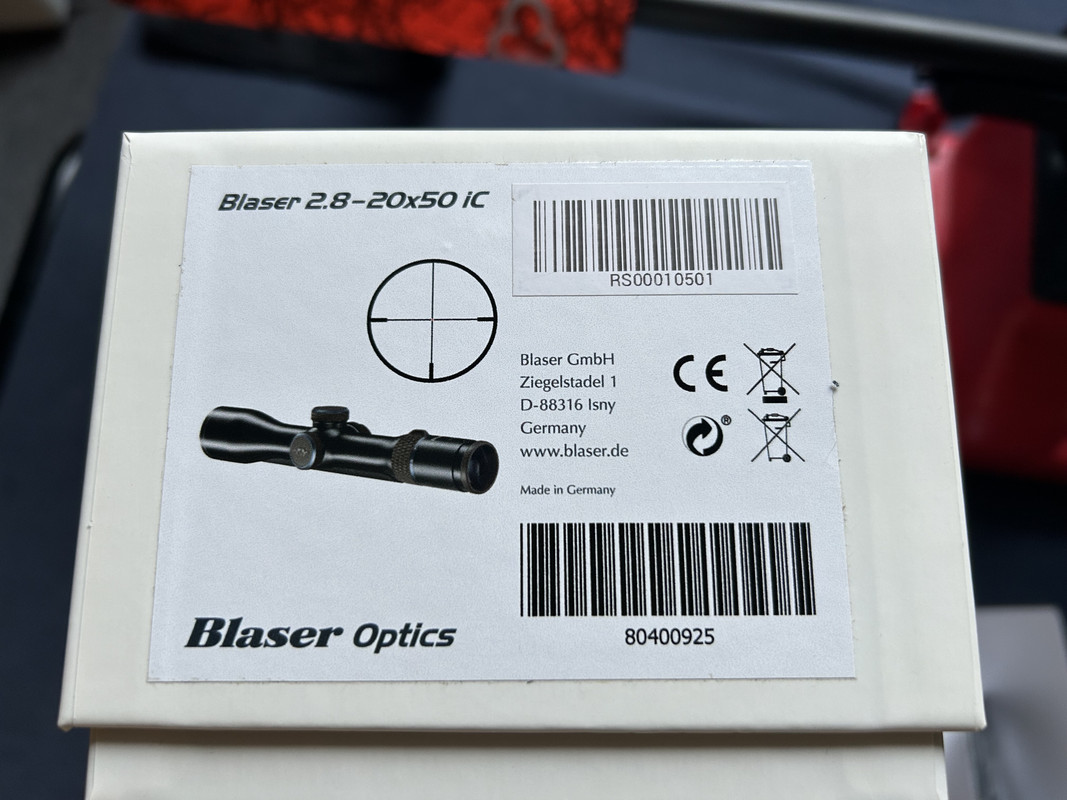 Blaser 2.8-20x50 iC
RS00010501
Blaser GmbH
Ziegelstadel 1
D-88316 Isny
Germany
www.blaser.de
Made in Germany
CE
®
Blaser Optics
80400925